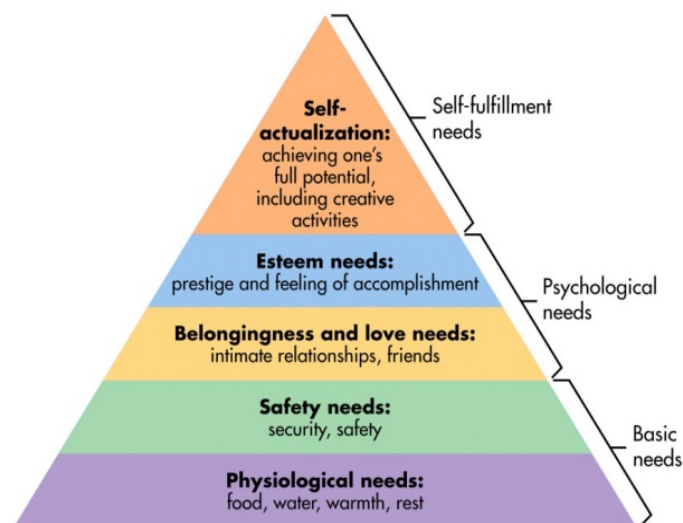 Self-
actualization:
achieving one's
full potential,
including creative
activities
Self-fulfillment
needs
Esteem needs:
prestige and feeling of accomplishment
Psychological
needs
Belongingness and love needs:
intimate relationships, friends
Safety needs:
security, safety
Basic
needs
Physiological needs:
food, water, warmth, rest